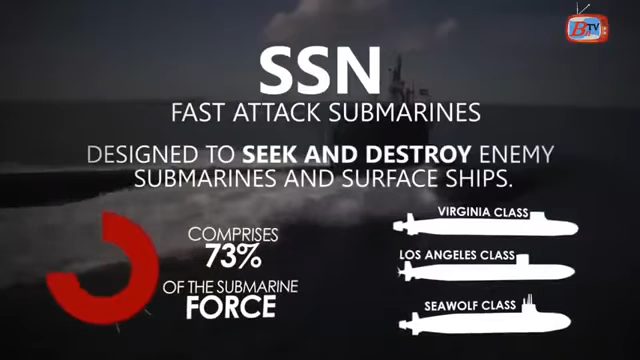 BTV
SSN
FAST ATTACK SUBMARINES
DESIGNED TO SEEK AND DESTROY ENEMY
SUBMARINES AND SURFACE SHIPS.
COMPRISES
73%
OF THE SUBMARINE
FORCE
VIRGINIA CLASS
LOS ANGELES CLASS
SEAWOLF CLASS